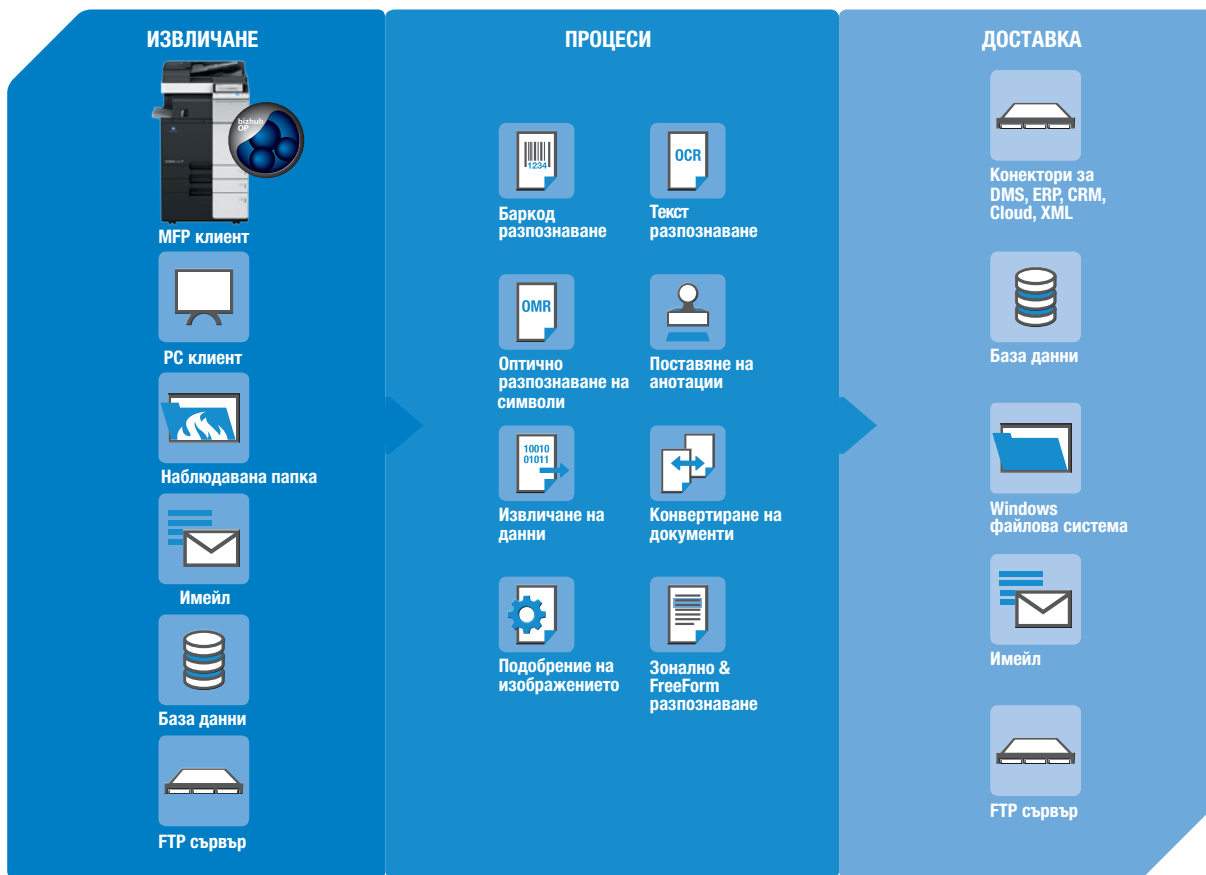 ИЗВЛИЧАНЕ
bizhub
OP
MFP клиент
PC клиент
Наблюдавана папка
Имейл
База данни
FTP сървър
ПРОЦЕСИ
1234
Баркод
разпознаване
OCR
Текст
разпознаване
OMR
Оптично
разпознаване на
символи
Поставяне на
анотации
10010
01011
Извличане на
данни
Конвертиране на
документи
Подобрение на
изображението
Зонално &
FreeForm
разпознаване
ДОСТАВКА
Конектори за
DMS, ERP, CRM,
Cloud, XML
База данни
Windows
файлова система
Имейл
FTP сървър